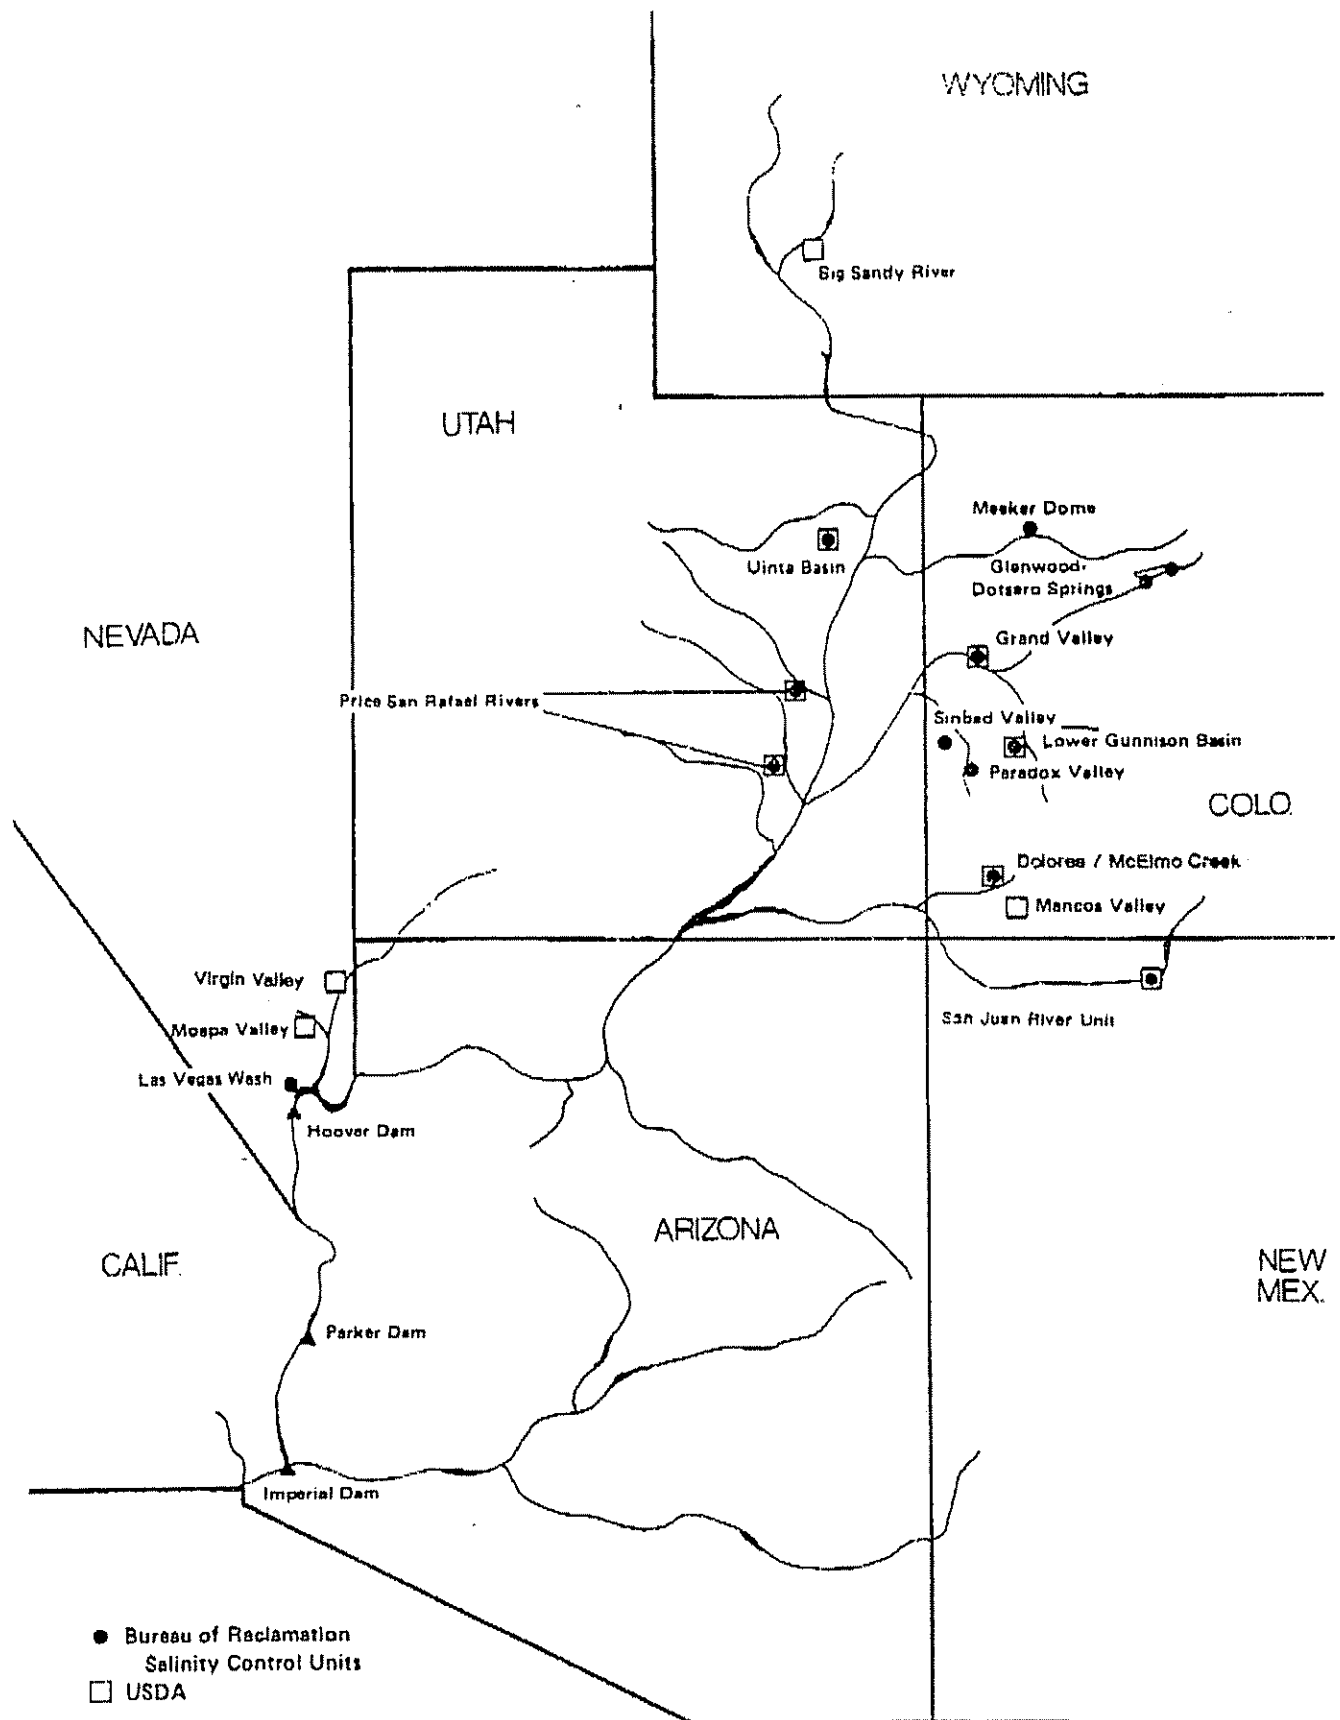 WYOMING
Big Sandy River
UTAH
Meeker Dome
Uinta Basin
Glenwood-
Dotsero Springs
NEVADA
Grand Valley
Price San Rafael Rivers
Sinbad Valley
Lower Gunnison Basin
Paradox Valley
COLO.
Dolores / McElmo Creek
Mancos Valley
Virgin Valley
San Juan River Unit
Moapa Valley
Las Vegas Wash
Hoover Dam
ARIZONA
CALIF.
NEW
MEX.
Parker Dam
Imperial Dam
Bureau of Reclamation
Salinity Control Units
USDA